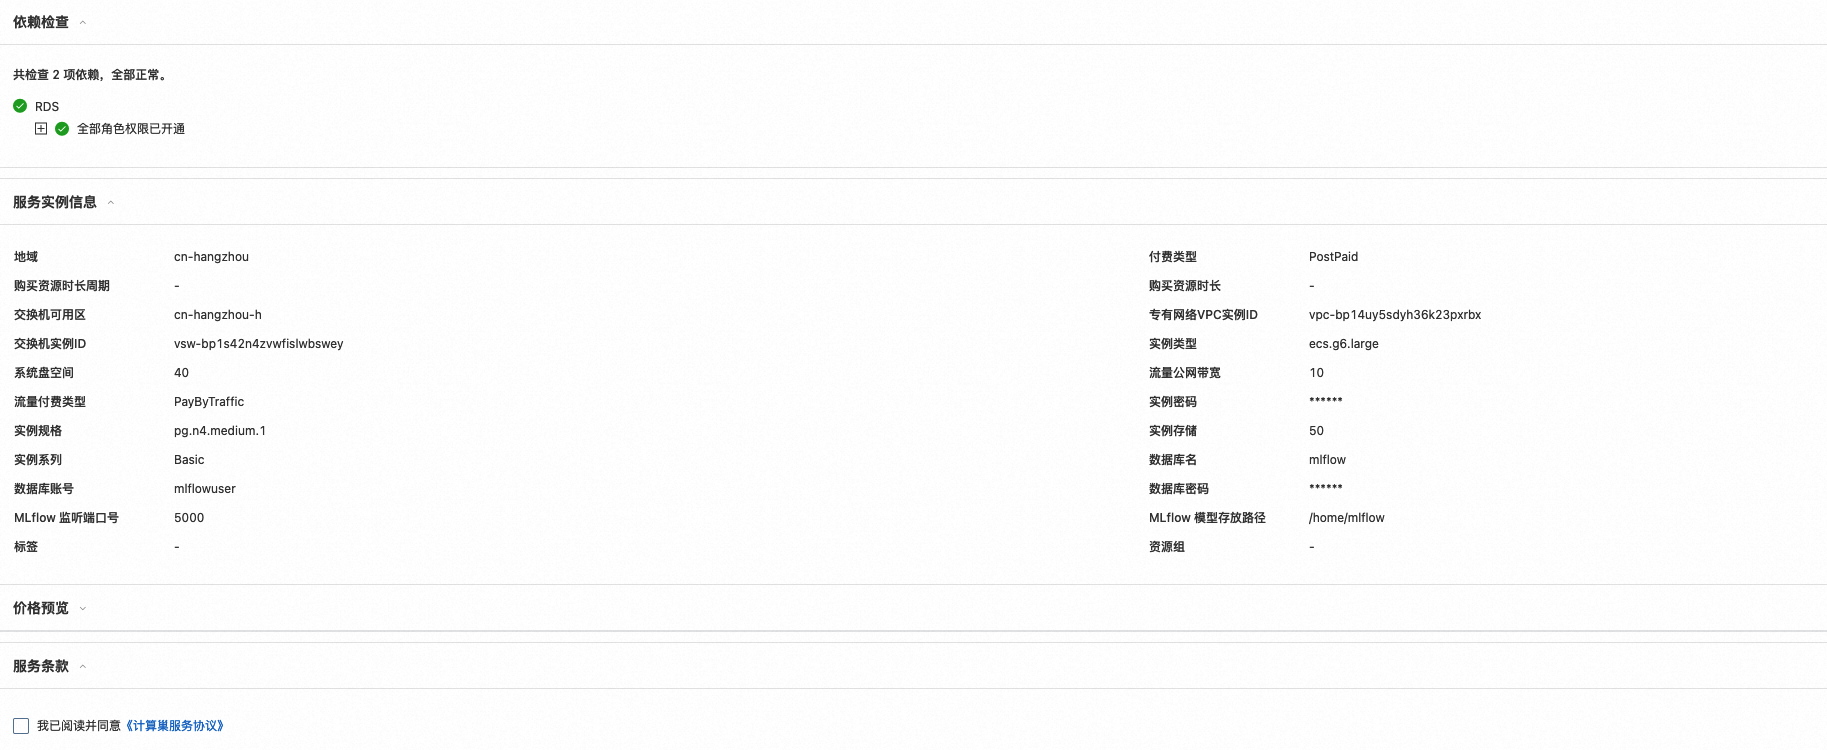 依赖检查
共检查 2 项依赖，全部正常。
RDS
全部角色权限已开通
服务实例信息
地域 cn-hangzhou 付费类型 PostPaid
购买资源时长周期 - 购买资源时长 -
交换机可用区 cn-hangzhou-h 专有网络VPC实例ID vpc-bp14uy5sdyh36k23pxrbx
交换机实例ID vsw-bp1s42n4zvwfislwbswey 实例类型 ecs.g6.large
系统盘空间 40 流量公网带宽 10
流量付费类型 PayByTraffic 实例密码 ******
实例规格 pg.n4.medium.1 实例存储 50
实例系列 Basic 数据库名 mlflow
数据库账号 mlflowuser 数据库密码 ******
MLflow 监听端口号 5000 MLflow 模型存放路径 /home/mlflow
标签 - 资源组 -
价格预览
服务条款
我已阅读并同意《计算巢服务协议》